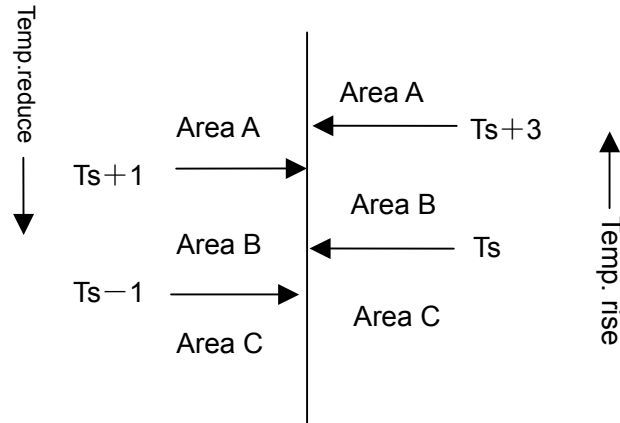 Temp.reduce
Area A
Area A
Ts+3
Ts+1
Area B
Area B
Ts
Ts−1
Area C
Area C
Temp. rise